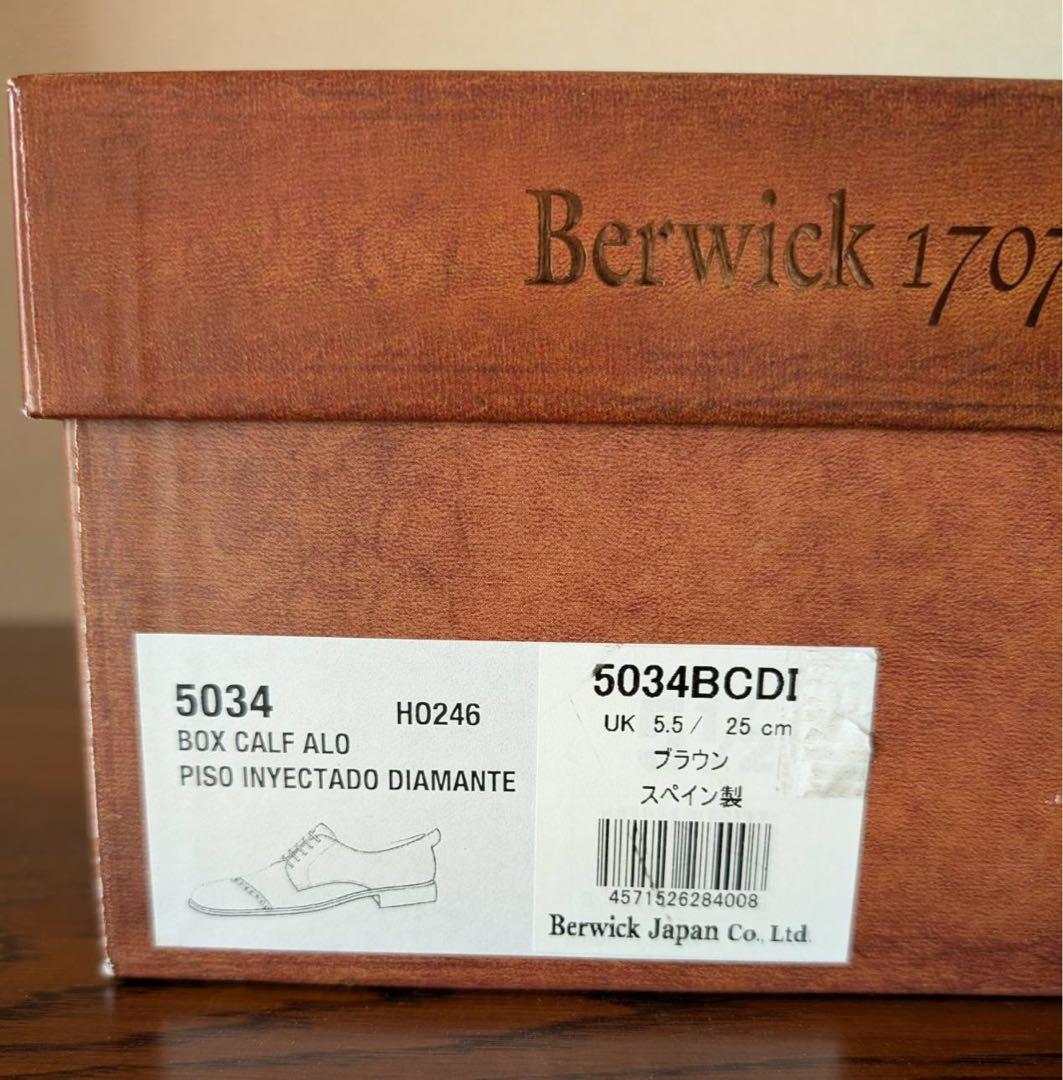 Berwick 1707
5034
H0246
BOX CALF ALO
PISO INYECTADO DIAMANTE
5034BCDI
UK 5.5 / 25 cm
ブラウン
スペイン製
4571526284008
Berwick Japan Co., Ltd.